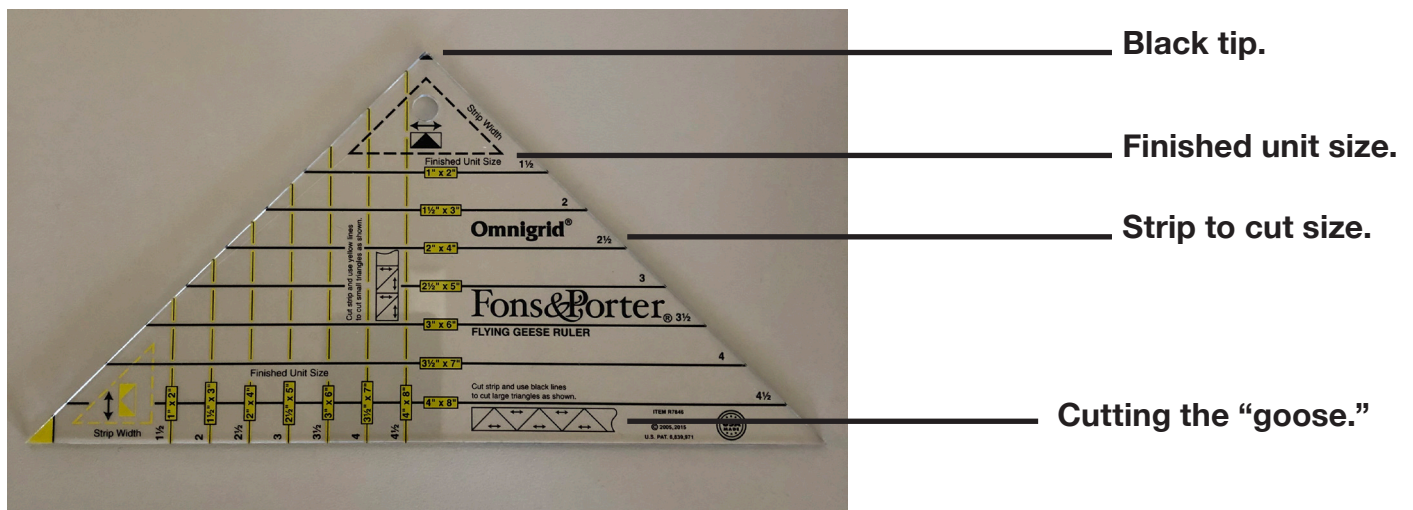 Black tip.
Strip Width
Finished unit size.
Finished Unit Size
1½
1" x 2"
2
1½" x 3"
Strip to cut size.
Omnigrid®
2½
2" x 4"
Cut strip and use yellow lines
to cut small triangles as shown.
3
2½" x 5"
Fons&Porter®
3½
3" x 6"
FLYING GEESE RULER
4
3½" x 7"
Finished Unit Size
Cut strip and use black lines
to cut large triangles as shown.
4½
4" x 8"
1" x 2"
1½" x 3"
2" x 4"
2½" x 5"
3" x 6"
3½" x 7"
4" x 8"
Cutting the “goose.”
ITEM R7646
© 2005, 2015
U.S. PAT. 6,839,971
Strip Width
1½
2
2½
3
3½
4
4½